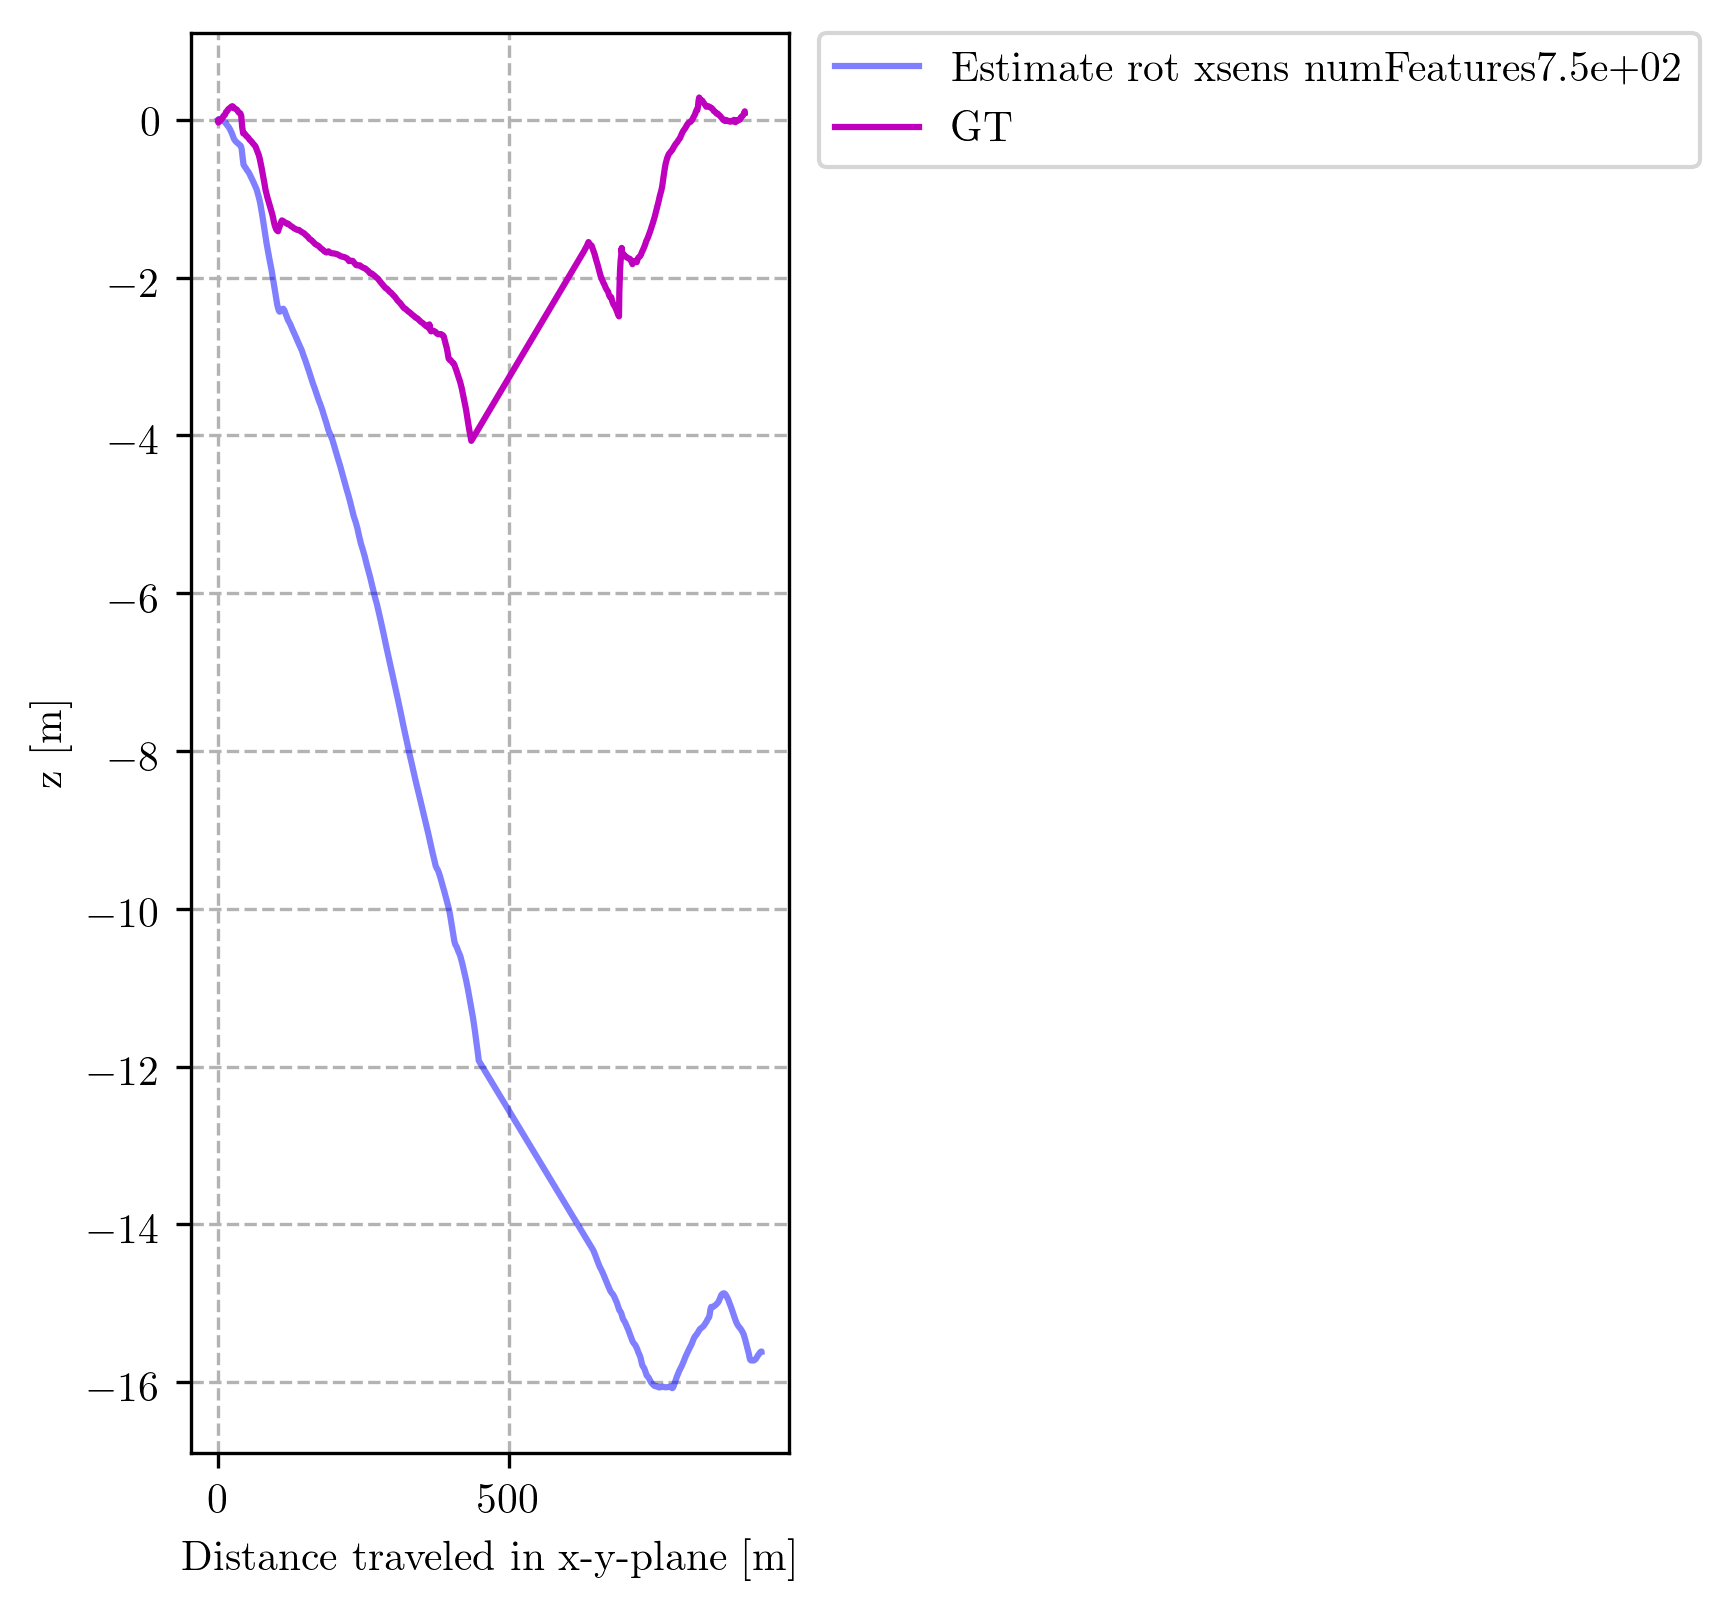 Estimate rot xsens numFeatures7.5e+02
GT
0
−2
−4
−6
−8
−10
−12
−14
−16
z [m]
0 500
Distance traveled in x-y-plane [m]